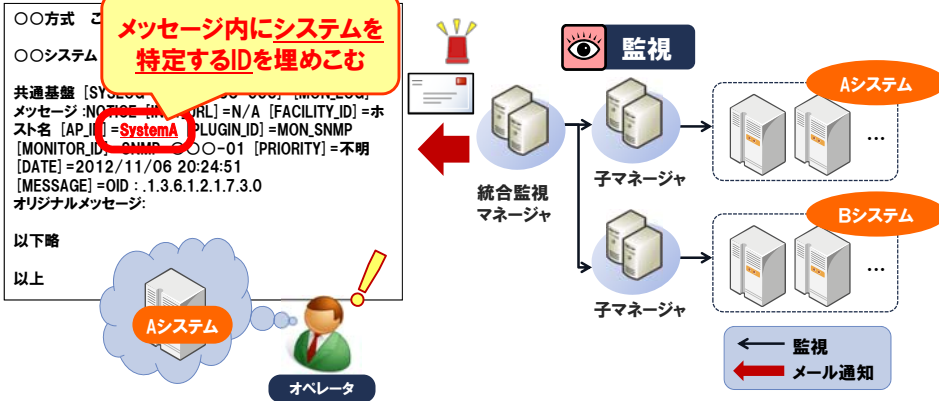 ○○方式
メッセージ内にシステムを
特定するIDを埋めこむ
○○システム
共通基盤
メッセージ:NOTICE =N/A [FACILITY_ID]=ホ
スト名 [AP_ID]=SystemA PLUGIN_ID]=MON_SNMP
[MONITOR_ID] ○-01 [PRIORITY]=不明
[DATE]=2012/11/06 20:24:51
[MESSAGE]=OID:.1.3.6.1.2.1.7.3.0
オリジナルメッセージ:
以下略
以上
Aシステム
オペレータ
監視
統合監視
マネージャ
子マネージャ
子マネージャ
Aシステム
...
Bシステム
...
監視
メール通知